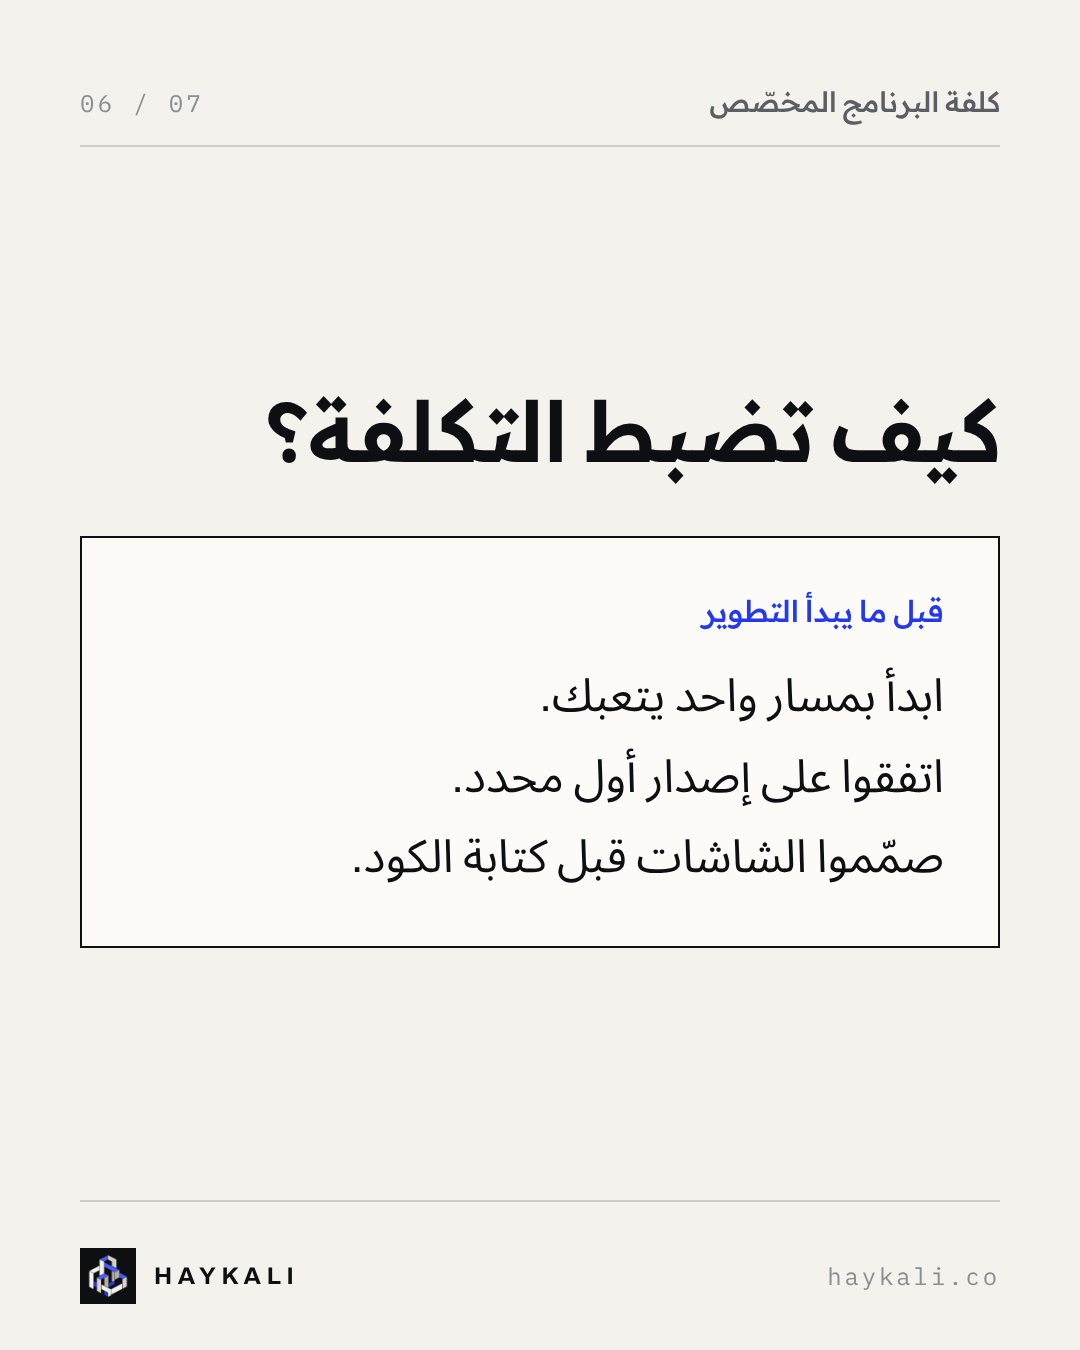 كلفة البرنامج المخصّص
06 / 07
كيف تضبط التكلفة؟
قبل ما يبدأ التطوير
ابدأ بمسار واحد يتعبك.
اتفقوا على إصدار أول محدد.
صمّموا الشاشات قبل كتابة الكود.
HAYKALI
haykali.co